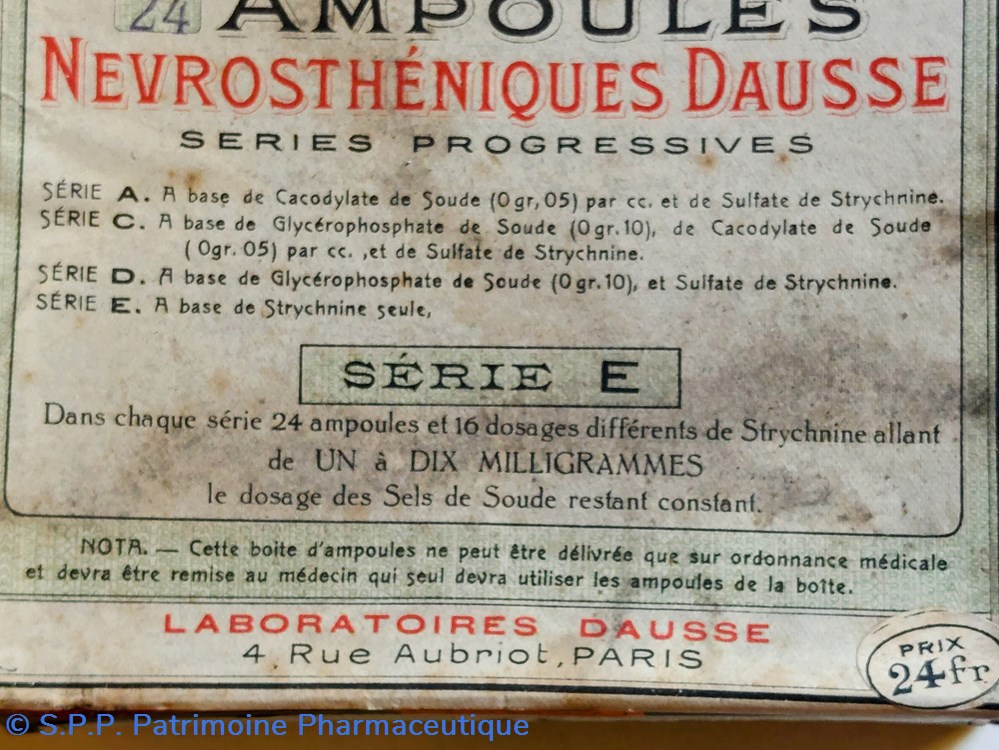 24 AMPOULES
NEVROSTHÉNIQUES DAUSSE
SERIES PROGRESSIVES
SÉRIE A. A base de Cacodylate de Soude (0gr,05) par cc. et de Sulfate de Strychnine.
SÉRIE C. A base de Glycérophosphate de Soude (0gr.10), de Cacodylate de Soude
(0gr. 05) par cc. ,et de Sulfate de Strychnine.
SÉRIE D. A base de Glycérophosphate de Soude (0gr.10), et Sulfate de Strychnine.
SÉRIE E. A base de Strychnine seule,
SÉRIE E
Dans chaque série 24 ampoules et 16 dosages différents de Strychnine allant
de UN à DIX MILLIGRAMMES
le dosage des Sels de Soude restant constant.
NOTA. — Cette boite d'ampoules ne peut être délivrée que sur ordonnance médicale
et devra être remise au médecin qui seul devra utiliser les ampoules de la boîte.
LABORATOIRES DAUSSE
4, Rue Aubriot, PARIS
PRIX
24fr
© S.P.P. Patrimoine Pharmaceutique